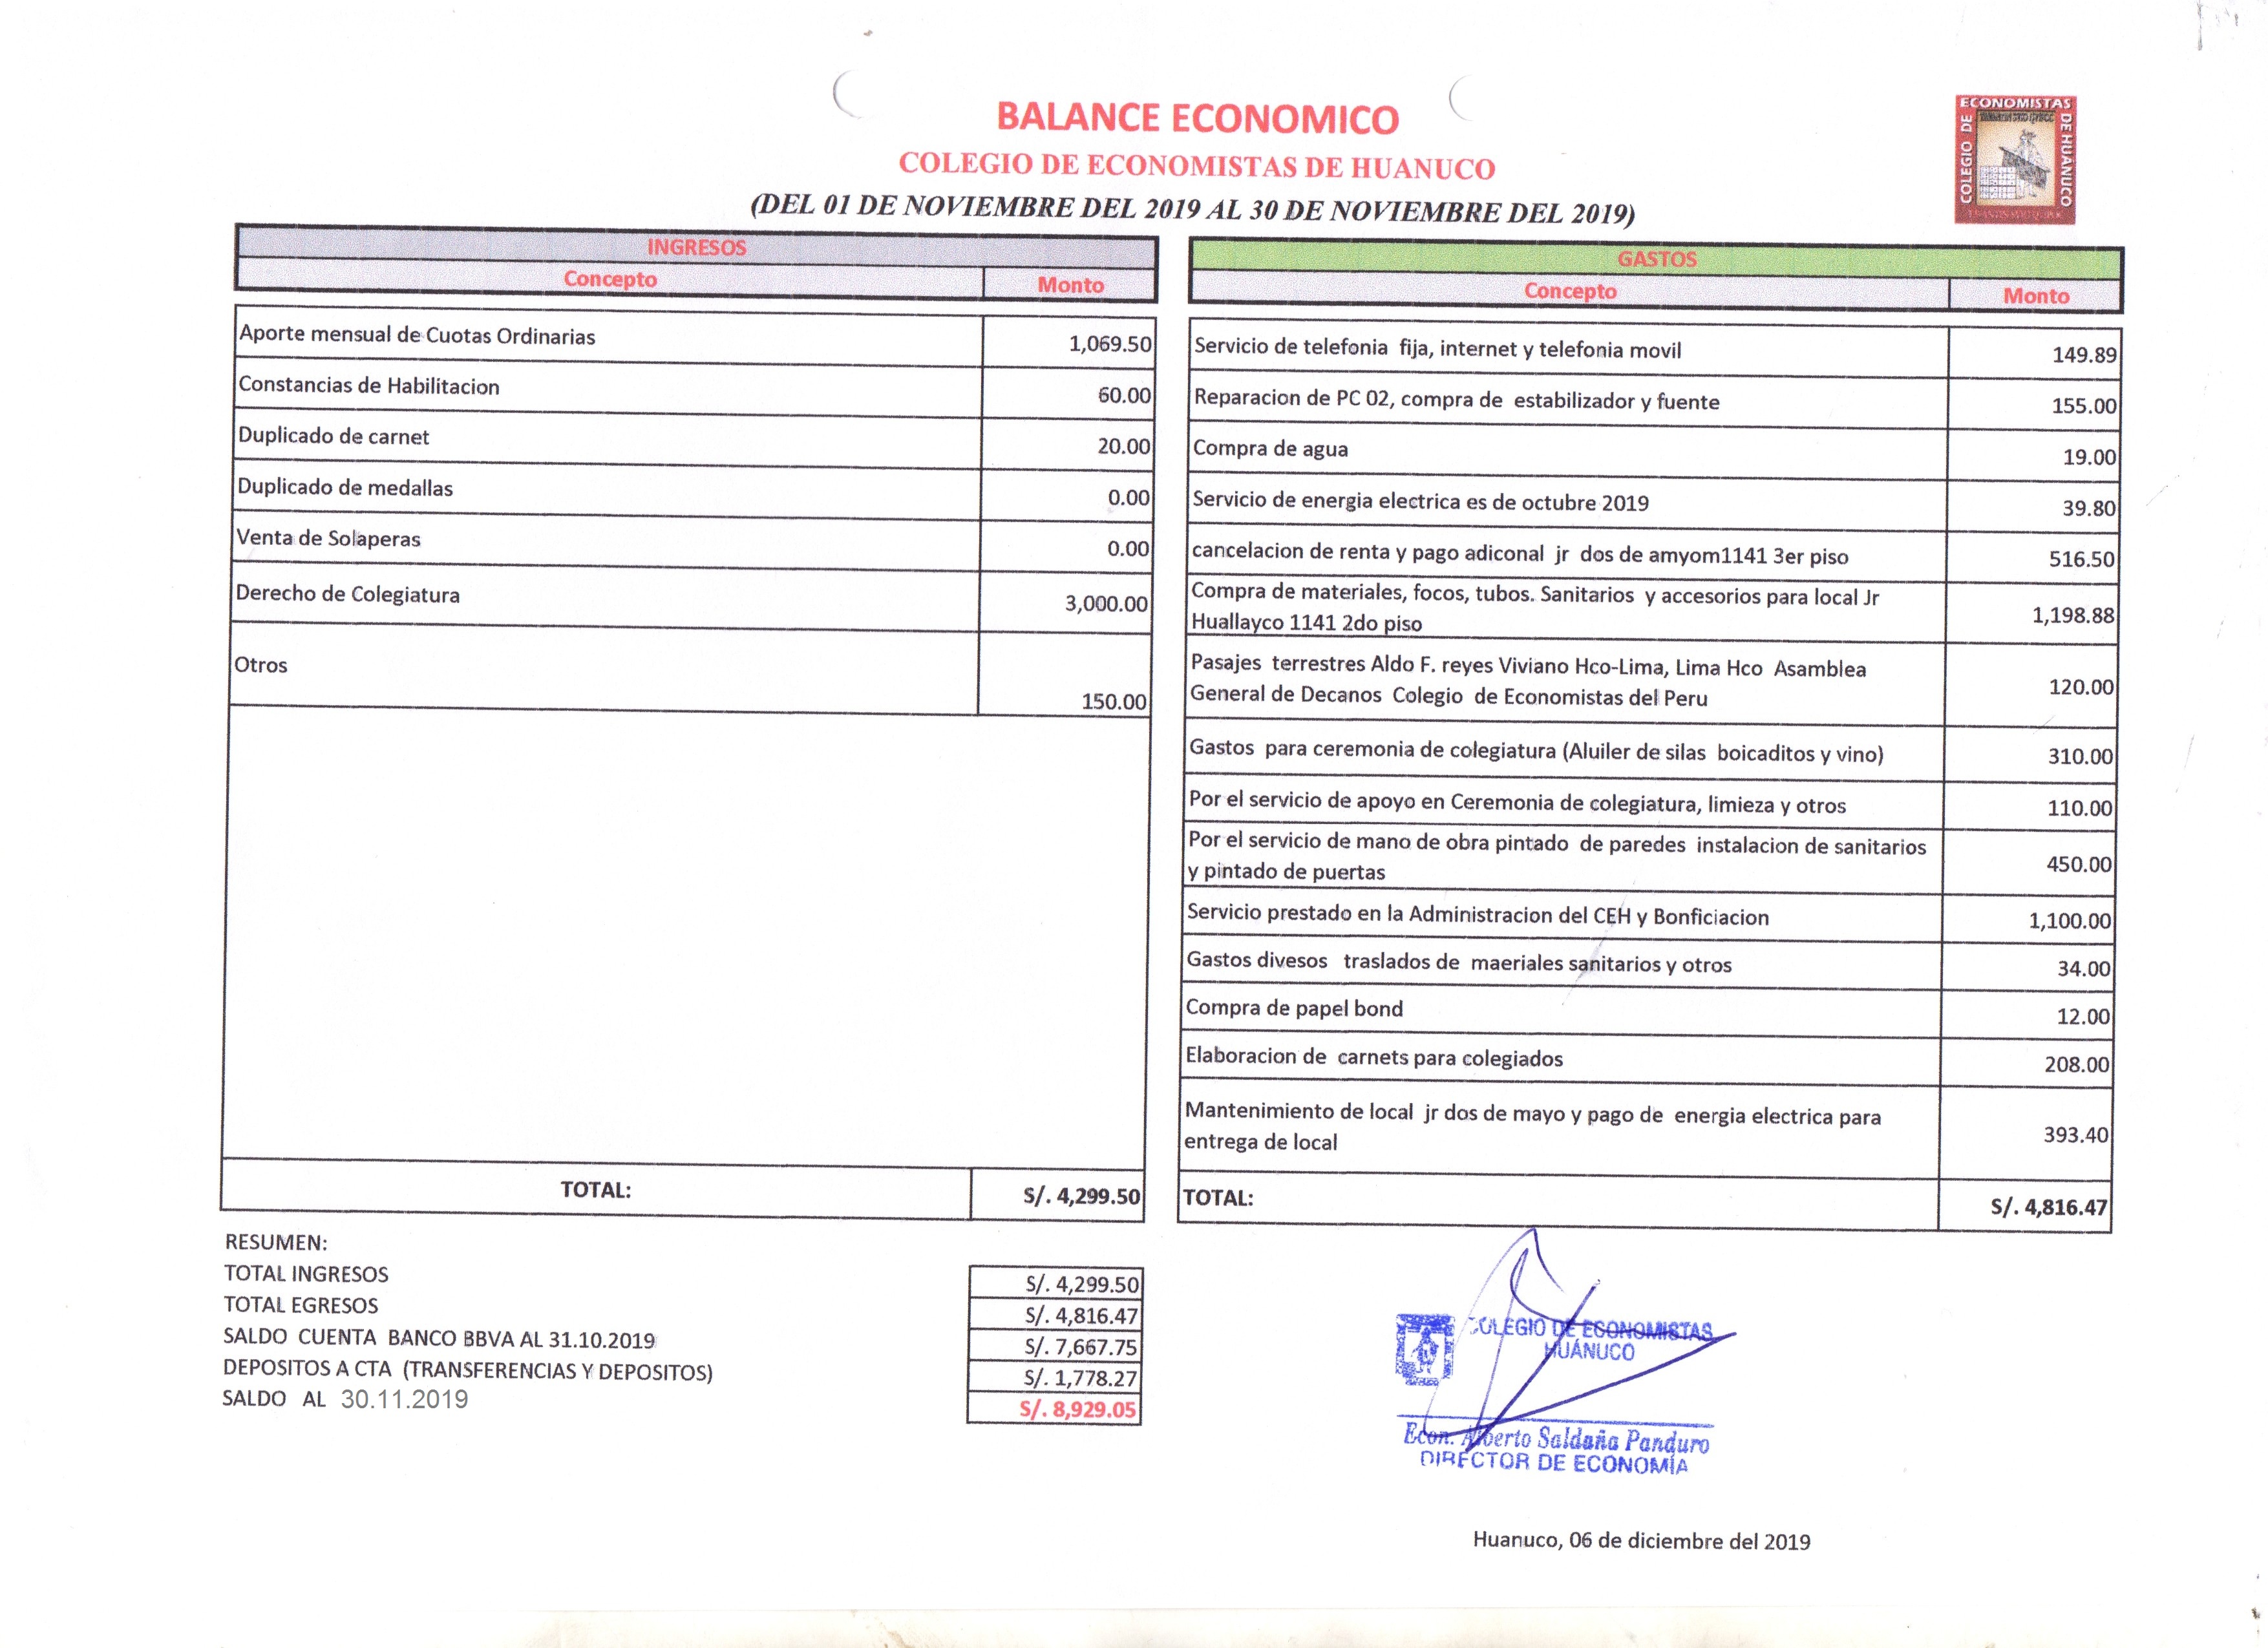 BALANCE ECONOMICO
COLEGIO DE ECONOMISTAS DE HUANUCO
(DEL 01 DE NOVIEMBRE DEL 2019 AL 30 DE NOVIEMBRE DEL 2019)
ECONOMISTAS
COLEGIO DE
DE HUÁNUCO
INGRESOS
Concepto Monto
Aporte mensual de Cuotas Ordinarias 1,069.50
Constancias de Habilitacion 60.00
Duplicado de carnet 20.00
Duplicado de medallas 0.00
Venta de Solaperas 0.00
Derecho de Colegiatura 3,000.00
Otros 150.00
TOTAL: S/. 4,299.50
GASTOS
Concepto Monto
Servicio de telefonia fija, internet y telefonia movil 149.89
Reparacion de PC 02, compra de estabilizador y fuente 155.00
Compra de agua 19.00
Servicio de energia electrica es de octubre 2019 39.80
cancelacion de renta y pago adiconal jr dos de amyom1141 3er piso 516.50
Compra de materiales, focos, tubos. Sanitarios y accesorios para local Jr
Huallayco 1141 2do piso 1,198.88
Pasajes terrestres Aldo F. reyes Viviano Hco-Lima, Lima Hco Asamblea
General de Decanos Colegio de Economistas del Peru 120.00
Gastos para ceremonia de colegiatura (Aluiler de silas boicaditos y vino) 310.00
Por el servicio de apoyo en Ceremonia de colegiatura, limieza y otros 110.00
Por el servicio de mano de obra pintado de paredes instalacion de sanitarios
y pintado de puertas 450.00
Servicio prestado en la Administracion del CEH y Bonficiacion 1,100.00
Gastos divesos traslados de maeriales sanitarios y otros 34.00
Compra de papel bond 12.00
Elaboracion de carnets para colegiados 208.00
Mantenimiento de local jr dos de mayo y pago de energia electrica para
entrega de local 393.40
TOTAL: S/. 4,816.47
RESUMEN:
TOTAL INGRESOS S/. 4,299.50
TOTAL EGRESOS S/. 4,816.47
SALDO CUENTA BANCO BBVA AL 31.10.2019 S/. 7,667.75
DEPOSITOS A CTA (TRANSFERENCIAS Y DEPOSITOS) S/. 1,778.27
SALDO AL 30.11.2019 S/. 8,929.05
COLEGIO DE ECONOMISTAS
HUÁNUCO
Econ. Alberto Saldaña Panduro
DIRECTOR DE ECONOMÍA
Huanuco, 06 de diciembre del 2019